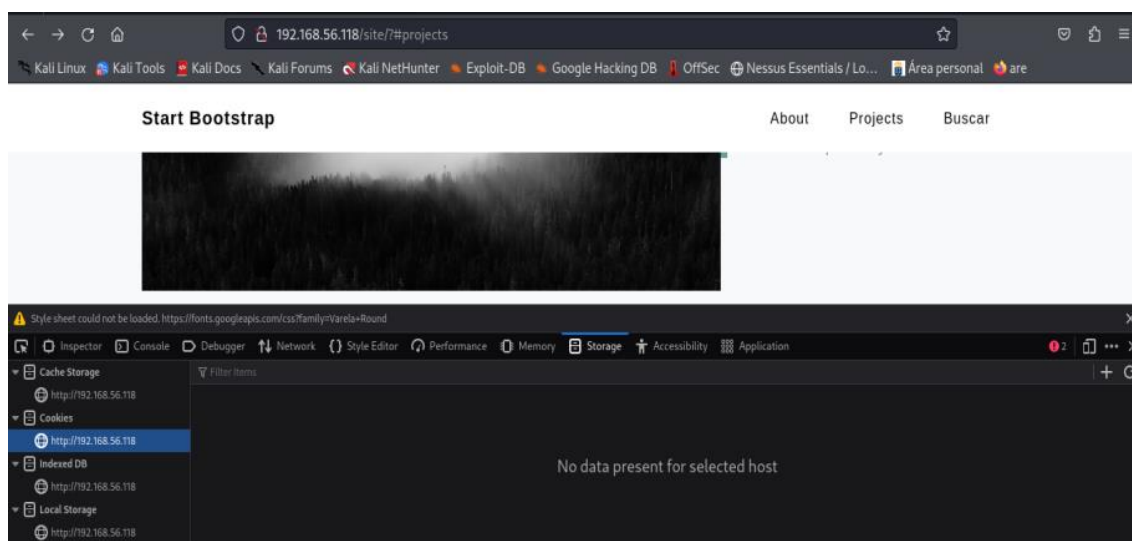 192.168.56.118/site/?#projects
Kali Linux Kali Tools Kali Docs Kali Forums Kali NetHunter Exploit-DB Google Hacking DB OffSec Nessus Essentials / Lo... Área personal are
Start Bootstrap About Projects Buscar
Style sheet could not be loaded. https://fonts.googleapis.com/css?family=Varela+Round
Inspector Console Debugger Network {} Style Editor Performance Memory Storage Accessibility Application 2
Cache Storage Filter Items
http://192.168.56.118
Cookies
http://192.168.56.118
Indexed DB
http://192.168.56.118
No data present for selected host
Local Storage
http://192.168.56.118